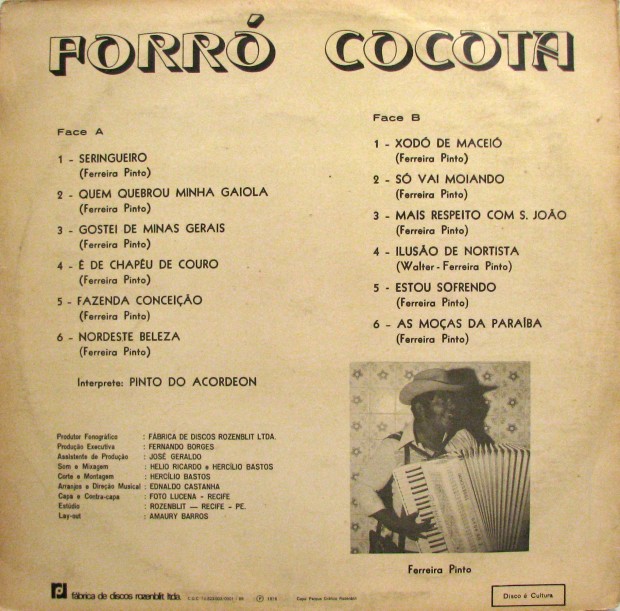 FORRÓ COCOTA
Face A
1 - SERINGUEIRO
(Ferreira Pinto)
2 - QUEM QUEBROU MINHA GAIOLA
(Ferreira Pinto)
3 - GOSTEI DE MINAS GERAIS
(Ferreira Pinto)
4 - É DE CHAPÉU DE COURO
(Ferreira Pinto)
5 - FAZENDA CONCEIÇÃO
(Ferreira Pinto)
6 - NORDESTE BELEZA
(Ferreira Pinto)
Interprete: PINTO DO ACORDEON
Face B
1 - XODÓ DE MACEIÓ
(Ferreira Pinto)
2 - SÓ VAI MOIANDO
(Ferreira Pinto)
3 - MAIS RESPEITO COM S. JOÃO
(Ferreira Pinto)
4 - ILUSÃO DE NORTISTA
(Walter - Ferreira Pinto)
5 - ESTOU SOFRENDO
(Ferreira Pinto)
6 - AS MOÇAS DA PARAÍBA
(Ferreira Pinto)
Produtor Fonográfico : FÁBRICA DE DISCOS ROZENBLIT LTDA.
Produção Executiva : FERNANDO BORGES
Assistente de Produção : JOSÉ GERALDO
Som e Mixagem : HELIO RICARDO e HERCÍLIO BASTOS
Corte e Montagem : HERCÍLIO BASTOS
Arranjos e Direção Musical : EDNALDO CASTANHA
Capa e Contra-capa : FOTO LUCENA - RECIFE
Estúdio : ROZENBLIT — RECIFE - PE.
Lay-out : AMAURY BARROS
Ferreira Pinto
fábrica de discos rozenblit ltda.
Disco é Cultura